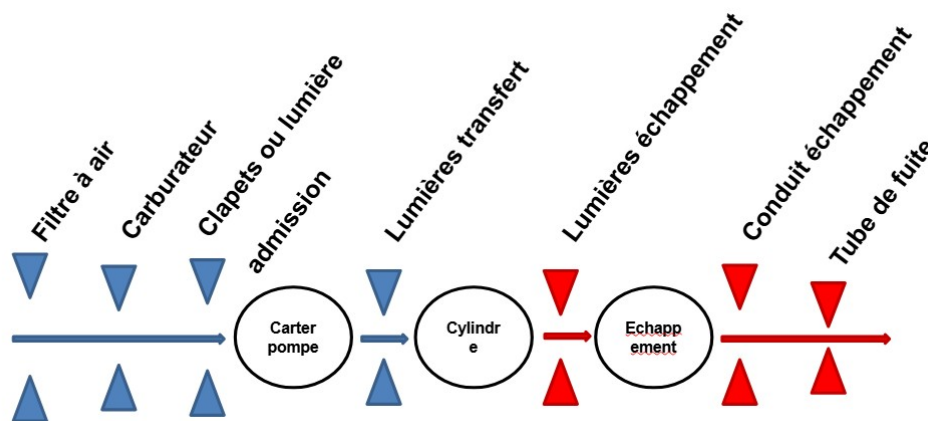 Filtre à air
Carburateur
Clapets ou lumière
admission
Lumières transfert
Lumières échappement
Conduit échappement
Tube de fuite
Carter
pompe
Cylindr
e
Echapp
ement